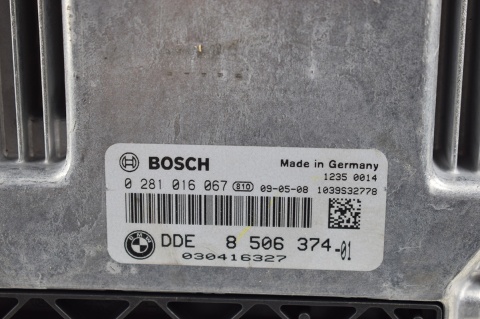 BOSCH Made in Germany
1235 0014
0 281 016 067 810 09-05-08 1039S32778
BMW DDE 8 506 374-01
030416327